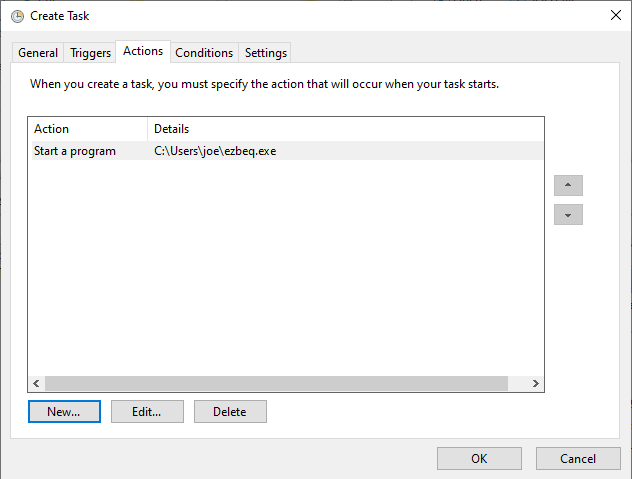 Create Task
General Triggers Actions Conditions Settings
When you create a task, you must specify the action that will occur when your task starts.
Action Details
Start a program C:\Users\joe\ezbeq.exe
New... Edit... Delete
OK Cancel